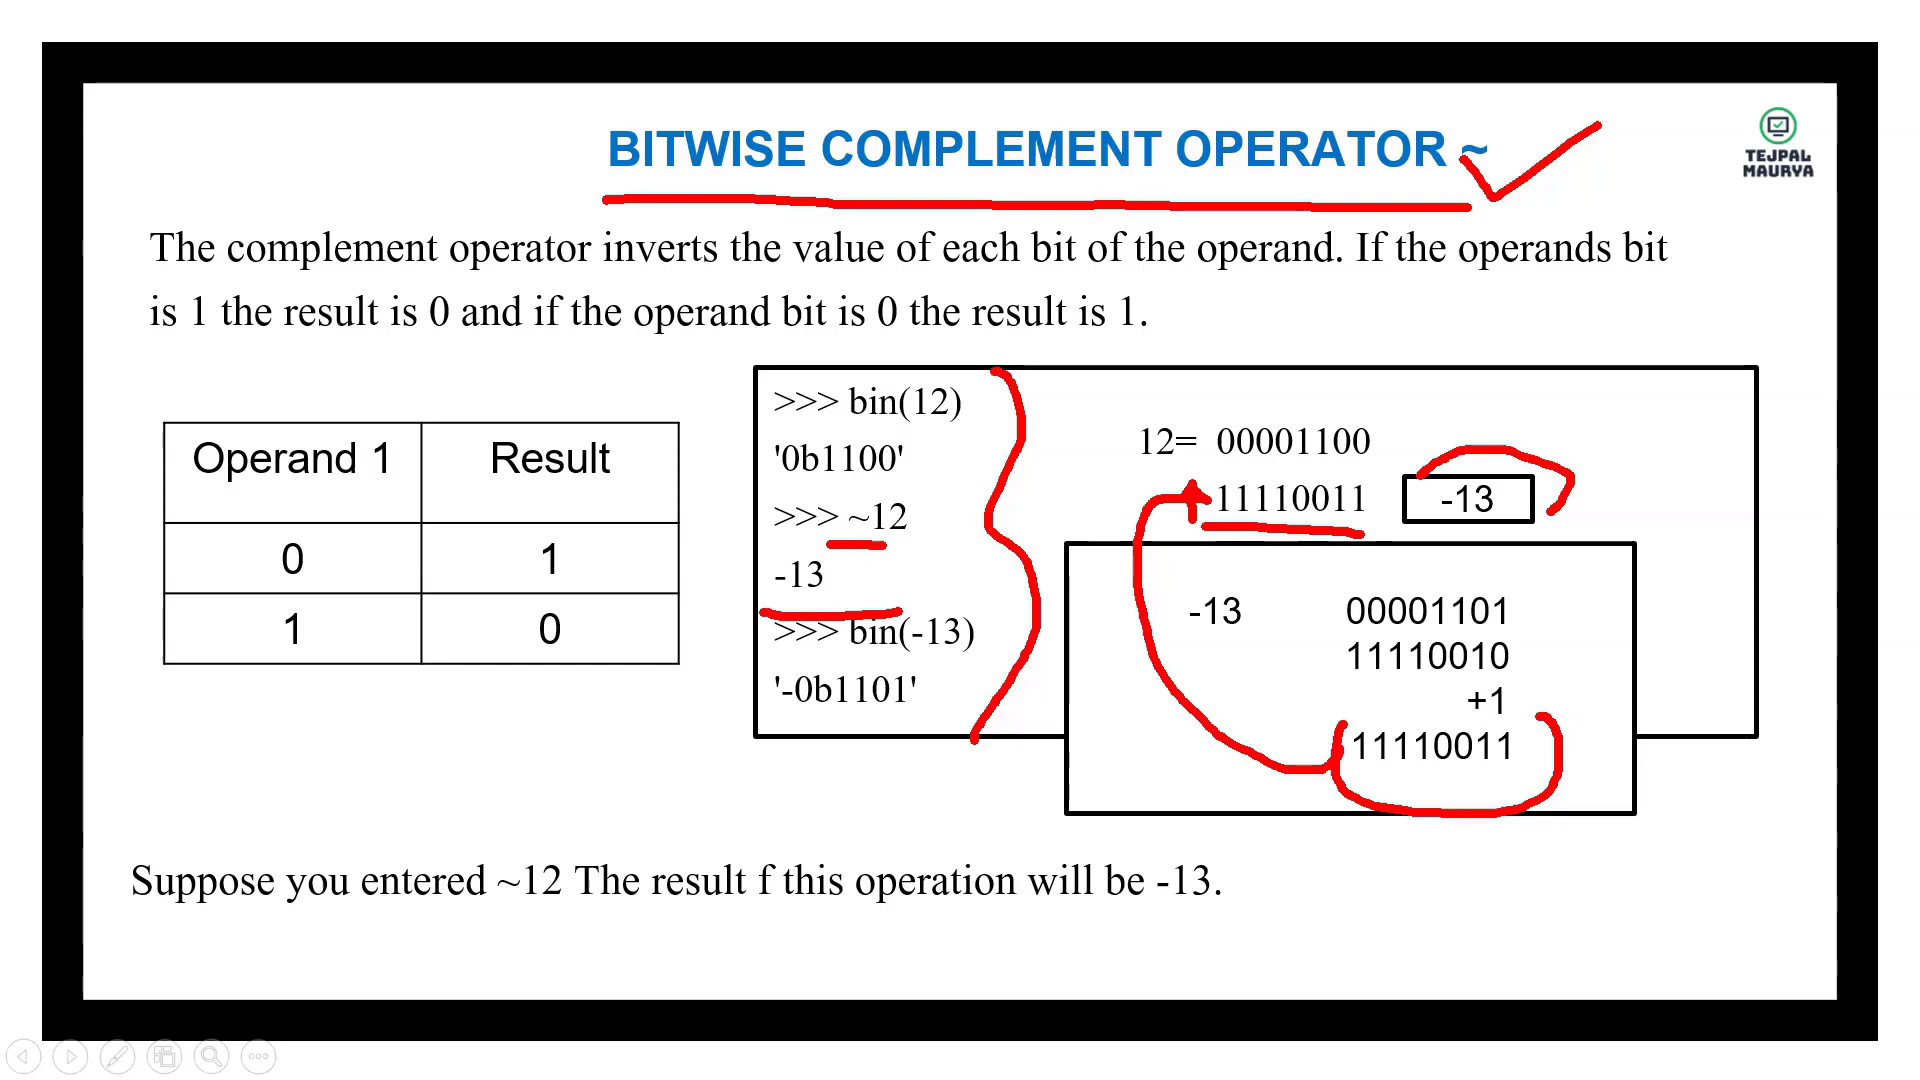 BITWISE COMPLEMENT OPERATOR ~
TEJPAL
MAURYA
The complement operator inverts the value of each bit of the operand. If the operands bit
is 1 the result is 0 and if the operand bit is 0 the result is 1.
Operand 1 Result
0 1
1 0
>>> bin(12)
'0b1100'
>>> ~12
-13
>>> bin(-13)
'-0b1101'
12= 00001100
11110011 -13
-13 00001101
11110010
+1
11110011
Suppose you entered ~12 The result f this operation will be -13.